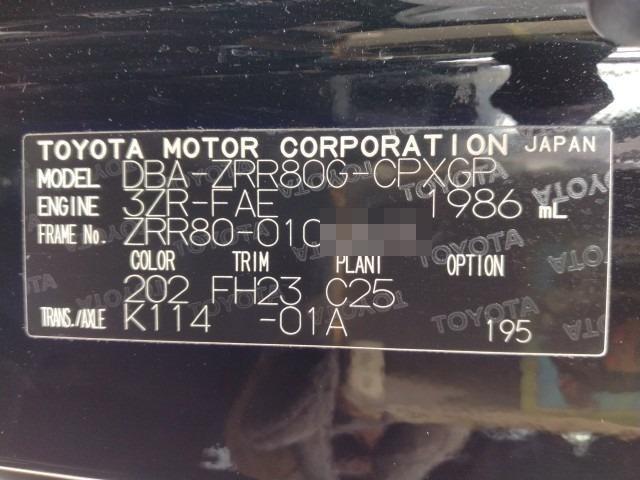 TOYOTA MOTOR CORPORATION JAPAN
MODEL DBA-ZRR80G-CPXGP
ENGINE 3ZR-FAE 1986 mL
FRAME No. ZRR80-010
COLOR TRIM PLANT OPTION
202 FH23 C25
TRANS./AXLE K114 -01A 195